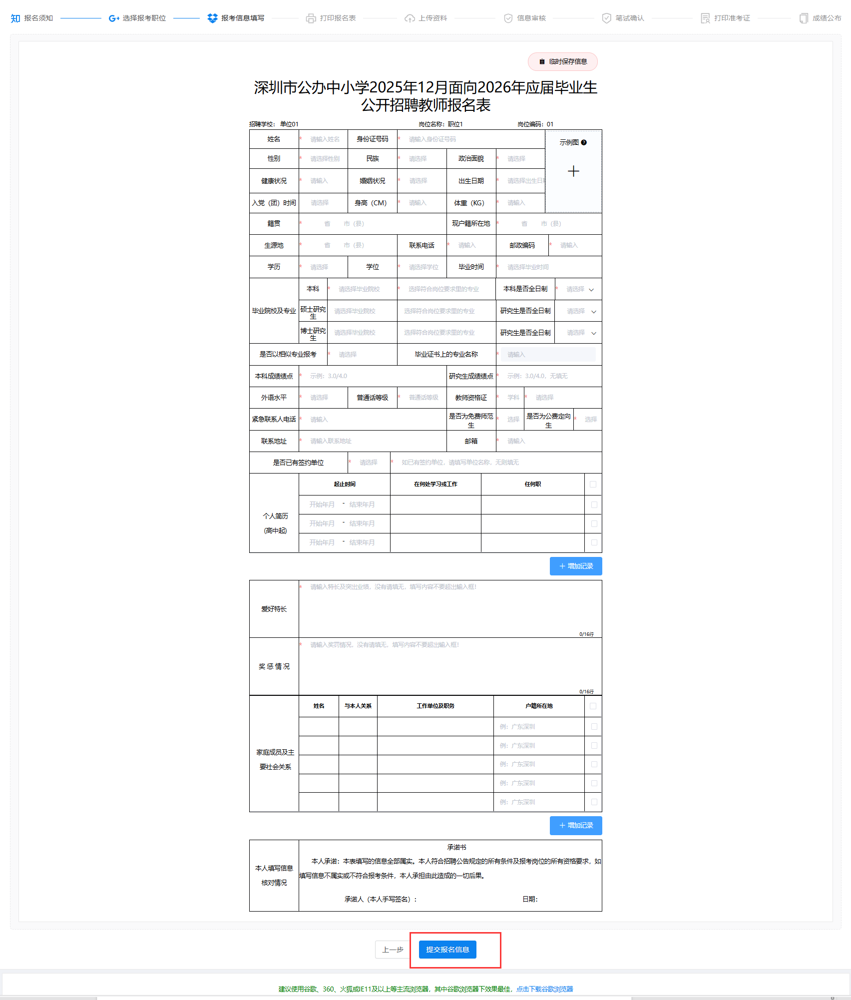 知 报名须知 G+ 选择报考职位 报考信息填写 打印报名表 上传资料 信息审核 笔试确认 打印准考证 成绩公布
临时保存信息
深圳市公办中小学2025年12月面向2026年应届毕业生
公开招聘教师报名表
招聘学校： 单位01 岗位名称：职位1 岗位编码：01
姓名 * 请输入姓名 身份证号码 * 请输入身份证号码 示例图
性别 * 请选择性别 民族 * 请选择 政治面貌 * 请选择
健康状况 * 请输入 婚姻状况 * 请选择 出生日期 * 请选择出生日期
入党（团）时间 请选择 身高（CM） * 请输入 体重（KG） * 请输入
籍贯 * 省 市（县） 现户籍所在地 * 省 市（县）
生源地 * 省 市（县） 联系电话 * 请输入 邮政编码 * 请输入
学历 * 请选择 学位 * 请选择学位 毕业时间 * 请选择毕业时间
毕业院校及专业 本科 * 请选择毕业院校 * 选择符合岗位要求里的专业 本科是否全日制 * 请选择
硕士研究生 请选择毕业院校 选择符合岗位要求里的专业 研究生是否全日制 请选择
博士研究生 请选择毕业院校 选择符合岗位要求里的专业 研究生是否全日制 请选择
是否以相似专业报考 * 请选择 毕业证书上的专业名称 * 请输入
本科成绩绩点 * 示例：3.0/4.0 研究生成绩绩点 * 示例：3.0/4.0，无填无
外语水平 * 请选择 普通话等级 * 普通话等级 教师资格证 * 学科 * 请选择
紧急联系人电话 * 请输入 是否为免费师范生 * 选择 是否为公费定向生 * 选择
联系地址 * 请输入联系地址 邮箱 * 请输入
是否已有签约单位 * 请选择 * 如已有签约单位，请填写单位名称，无则填无
个人简历
(高中起)
起止时间 在何处学习或工作 任何职
开始年月 - 结束年月
开始年月 - 结束年月
开始年月 - 结束年月
增加记录
爱好特长 * 请输入特长及突出业绩，没有请填无，填写内容不要超出输入框！
0/16行
奖 惩 情 况 * 请输入奖罚情况，没有请填无，填写内容不要超出输入框！
0/16行
家庭成员及主
要社会关系
姓名 与本人关系 工作单位及职务 户籍所在地
例：广东深圳
例：广东深圳
例：广东深圳
例：广东深圳
例：广东深圳
增加记录
本人填写信息
核对情况
承诺书
本人承诺：本表填写的信息全部属实。本人符合招聘公告规定的所有条件及报考岗位的所有资格要求，如
填写信息不属实或不符合报考条件，本人承担由此造成的一切后果。
承诺人（本人手写签名）： 日期：
上一步 提交报名信息
建议使用谷歌、360、火狐或IE11及以上等主流浏览器，其中谷歌浏览器下效果最佳，点击下载谷歌浏览器